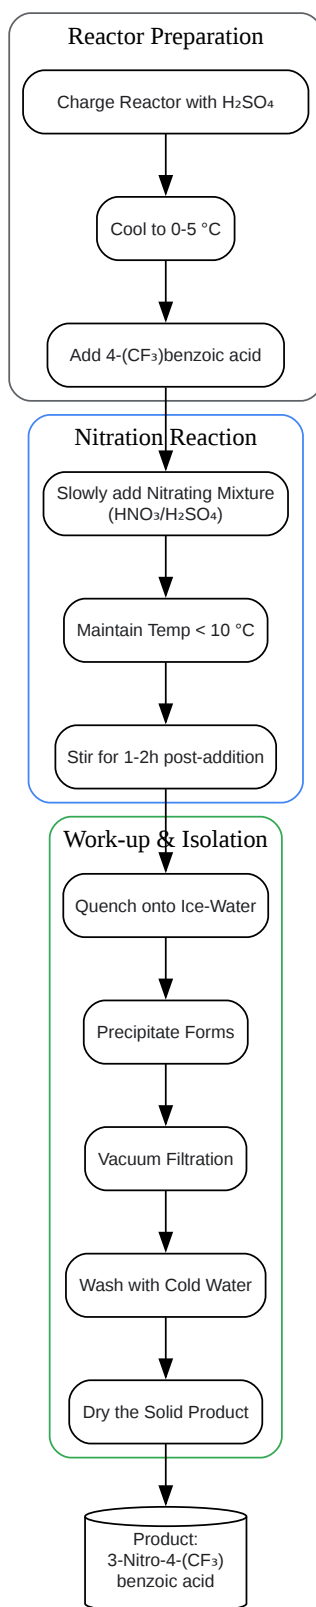 Reactor Preparation
Charge Reactor with H₂SO₄
Cool to 0-5 °C
Add 4-(CF₃)benzoic acid
Nitration Reaction
Slowly add Nitrating Mixture
(HNO₃/H₂SO₄)
Maintain Temp < 10 °C
Stir for 1-2h post-addition
Work-up & Isolation
Quench onto Ice-Water
Precipitate Forms
Vacuum Filtration
Wash with Cold Water
Dry the Solid Product
Product:
3-Nitro-4-(CF₃)
benzoic acid